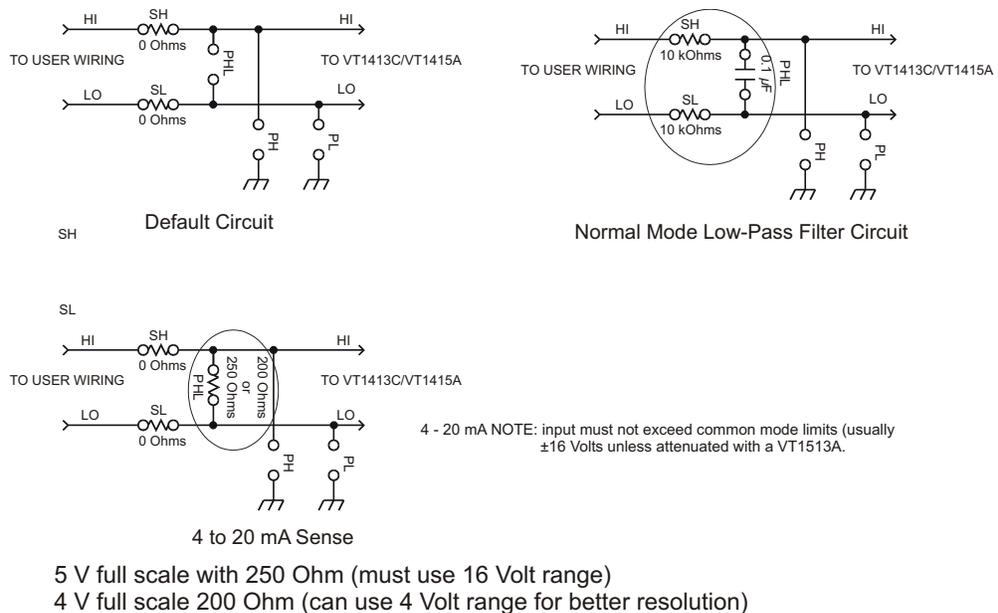 HI
SH
0 Ohms
PHL
HI
TO USER WIRING
TO VT1413C/VT1415A
LO
SL
0 Ohms
LO
PH
PL
Default Circuit
HI
SH
10 kOhms
0.1 µF
PHL
HI
TO USER WIRING
TO VT1413C/VT1415A
LO
SL
10 kOhms
LO
PH
PL
Normal Mode Low-Pass Filter Circuit
SH
SL
HI
SH
0 Ohms
PHL
250 Ohms
or
200 Ohms
HI
TO USER WIRING
TO VT1413C/VT1415A
LO
SL
0 Ohms
LO
PH
PL
4 to 20 mA Sense
4 - 20 mA NOTE: input must not exceed common mode limits (usually
±16 Volts unless attenuated with a VT1513A.
5 V full scale with 250 Ohm (must use 16 Volt range)
4 V full scale 200 Ohm (can use 4 Volt range for better resolution)